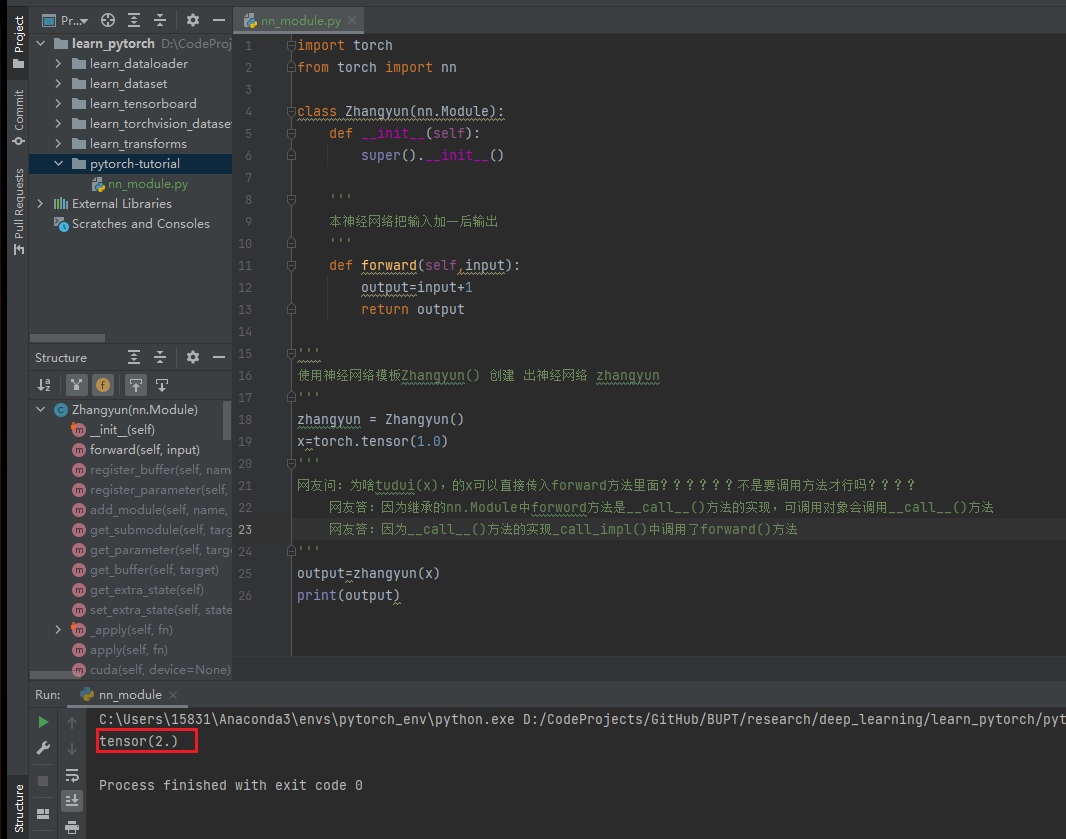 Project
Commit
Pull Requests
Structure
Pr...
learn_pytorch D:\CodeProj
learn_dataloader
learn_dataset
learn_tensorboard
learn_torchvision_datase
learn_transforms
pytorch-tutorial
nn_module.py
External Libraries
Scratches and Consoles
Structure
Zhangyun(nn.Module)
__init__(self)
forward(self, input)
register_buffer(self, nam
register_parameter(self,
add_module(self, name,
get_submodule(self, targ
get_parameter(self, targe
get_buffer(self, target)
get_extra_state(self)
set_extra_state(self, state
_apply(self, fn)
apply(self, fn)
cuda(self, device=None)
nn_module.py
1 import torch
2 from torch import nn
3
4 class Zhangyun(nn.Module):
5 def __init__(self):
6 super().__init__()
7
8 '''
9 本神经网络把输入加一后输出
10 '''
11 def forward(self,input):
12 output=input+1
13 return output
14
15 '''
16 使用神经网络模板Zhangyun() 创建 出神经网络 zhangyun
17 '''
18 zhangyun = Zhangyun()
19 x=torch.tensor(1.0)
20 '''
21 网友问：为啥tudui(x)，的x可以直接传入forward方法里面？？？？？？不是要调用方法才行吗？？？？
22 网友答：因为继承的nn.Module中forword方法是__call__()方法的实现，可调用对象会调用__call__()方法
23 网友答：因为__call__()方法的实现_call_impl()中调用了forward()方法
24 '''
25 output=zhangyun(x)
26 print(output)
Run: nn_module
C:\Users\15831\Anaconda3\envs\pytorch_env\python.exe D:/CodeProjects/GitHub/BUPT/research/deep_learning/learn_pytorch/pyt
tensor(2.)
Process finished with exit code 0